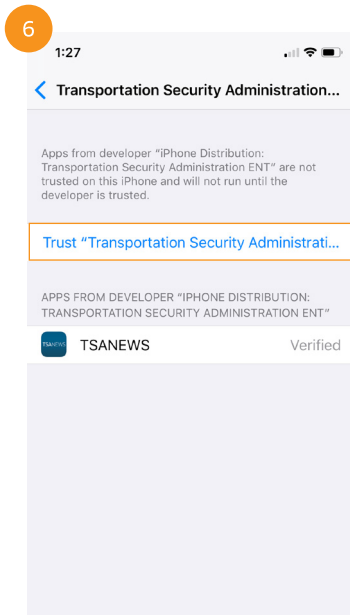 6
1:27
Transportation Security Administration...
Apps from developer “iPhone Distribution:
Transportation Security Administration ENT” are not
trusted on this iPhone and will not run until the
developer is trusted.
Trust “Transportation Security Administrati...
APPS FROM DEVELOPER “IPHONE DISTRIBUTION:
TRANSPORTATION SECURITY ADMINISTRATION ENT”
TSANEWS TSANEWS Verified